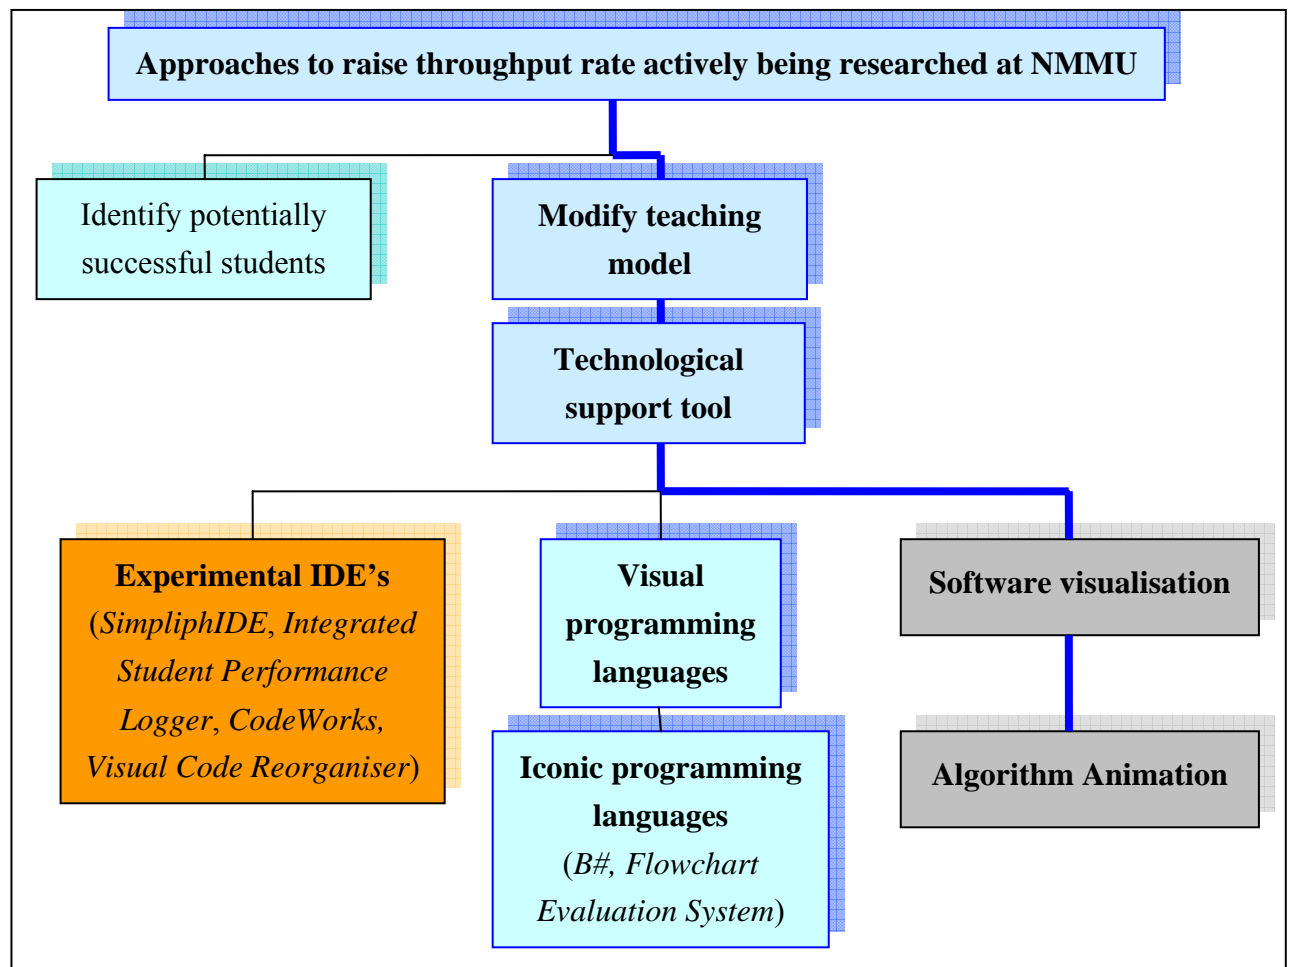 Approaches to raise throughput rate actively being researched at NMMU
Identify potentially
successful students
Modify teaching
model
Technological
support tool
Experimental IDE's
(SimpliphIDE, Integrated
Student Performance
Logger, CodeWorks,
Visual Code Reorganiser)
Visual
programming
languages
Software visualisation
Iconic programming
languages
(B#, Flowchart
Evaluation System)
Algorithm Animation